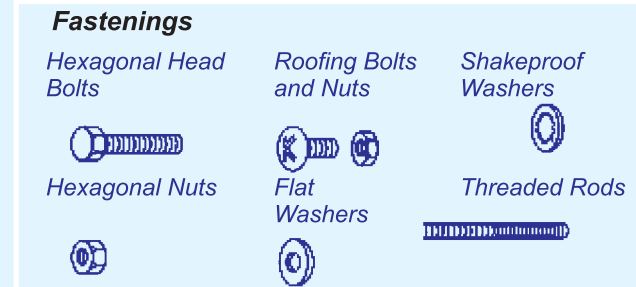 Fastenings
Hexagonal Head
Bolts
Roofing Bolts
and Nuts
Shakeproof
Washers
Hexagonal Nuts
Flat
Washers
Threaded Rods